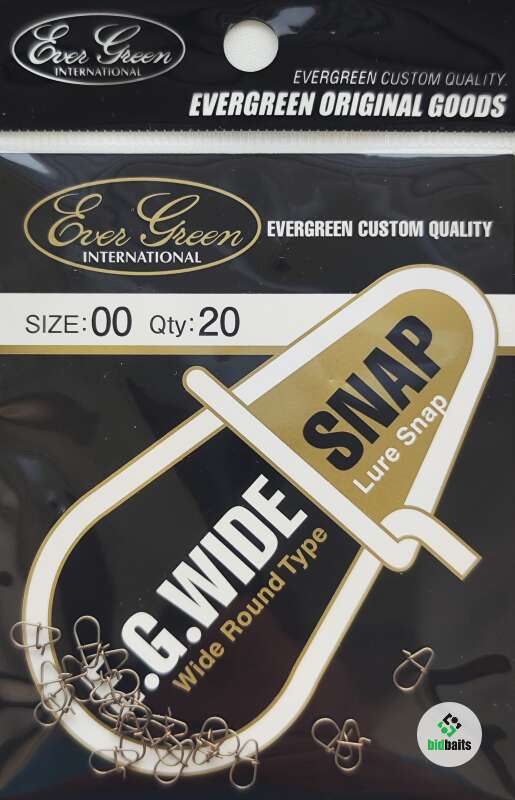 Ever Green
INTERNATIONAL
EVERGREEN CUSTOM QUALITY.
EVERGREEN ORIGINAL GOODS
Ever Green
INTERNATIONAL
EVERGREEN CUSTOM QUALITY
SIZE:00 Qty:20
SNAP
Lure Snap
.G.WIDE
Wide Round Type
bidbaits